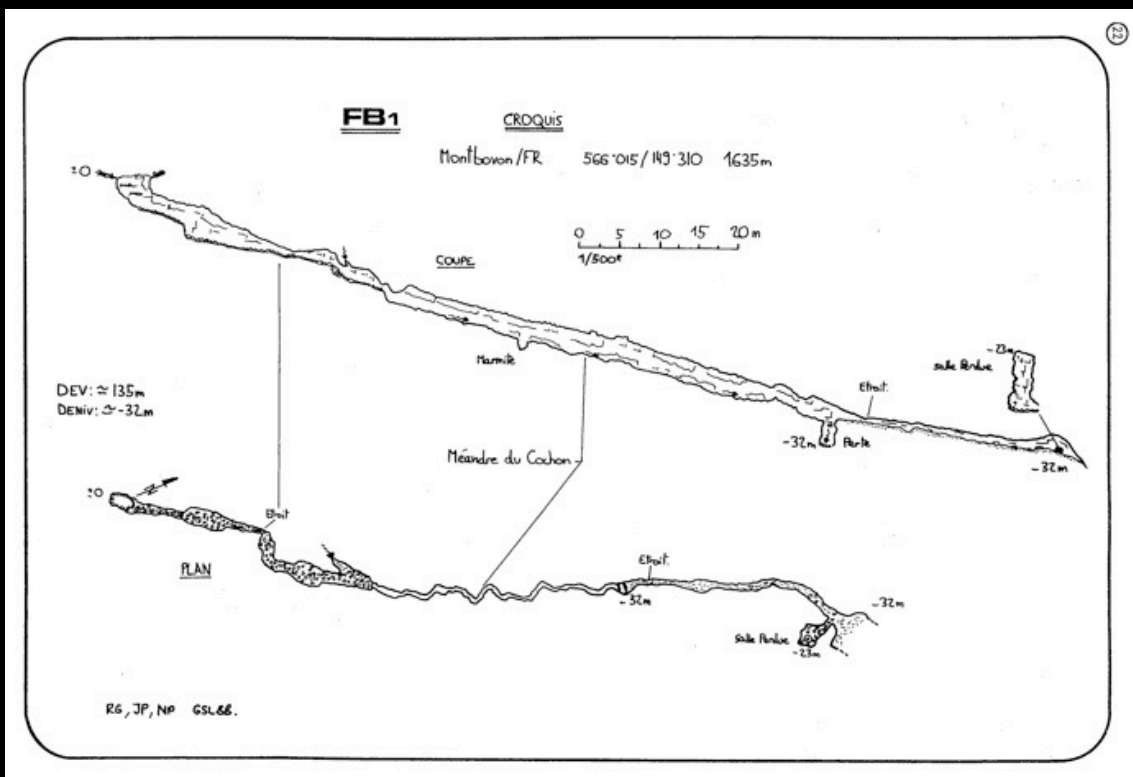 22
FB1
CROQUIS
Montbovon/FR 566'015/149'310 1635m
±0
0 5 10 15 20m
1/500e
COUPE
Marmite
-23m
Salle Perdue
Etroit
DEV: ≃ 135m
DENIV: ≃ -32m
-32m Perte
-32m
Méandre du Cochon
±0
N
Etroit
PLAN
Etroit
-32m
-32m
Salle Perdue
-23m
RG, JP, NP GSL88.